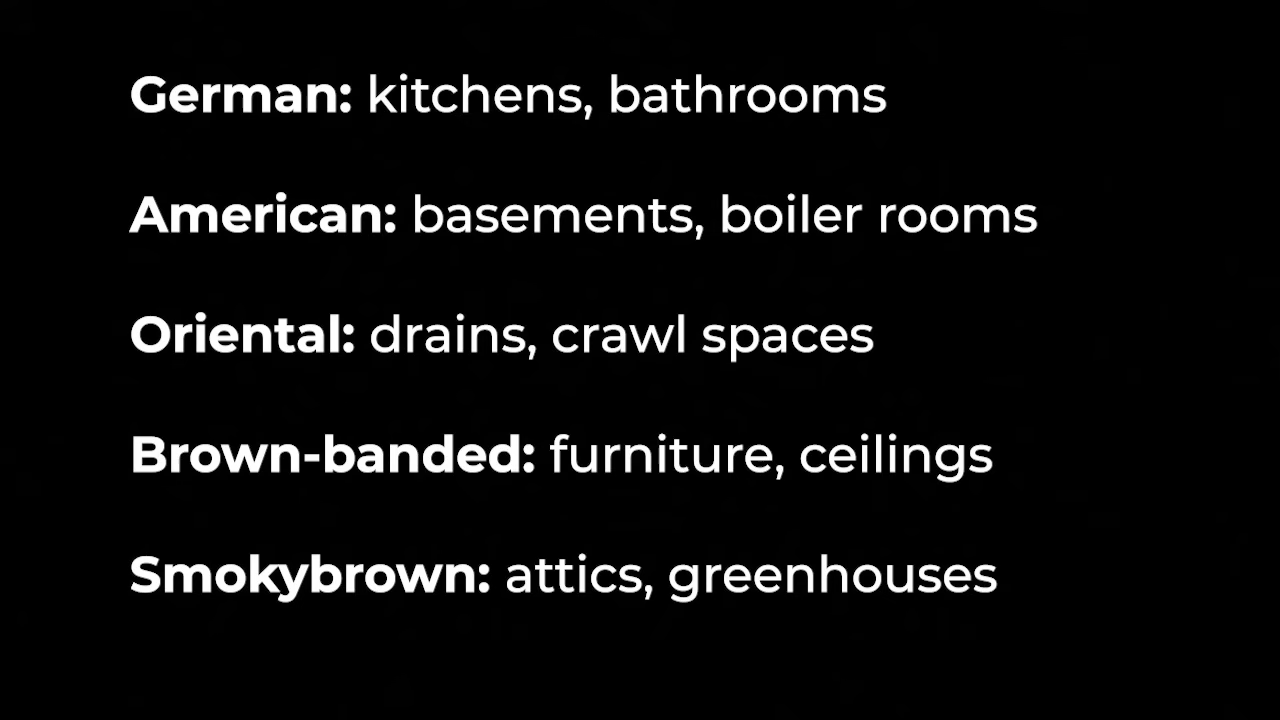 German: kitchens, bathrooms
American: basements, boiler rooms
Oriental: drains, crawl spaces
Brown-banded: furniture, ceilings
Smokybrown: attics, greenhouses